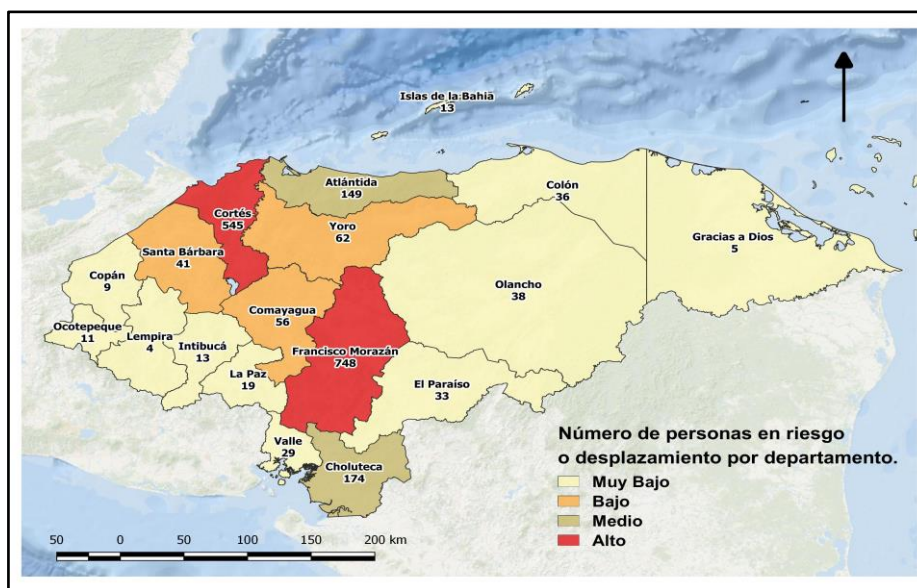 Islas de la Bahía
13
Atlántida
149
Colón
36
Cortés
545
Yoro
62
Gracias a Dios
5
Santa Bárbara
41
Copán
9
Olancho
38
Comayagua
56
Ocotepeque
11
Lempira
4
Intibucá
13
Francisco Morazán
748
La Paz
19
El Paraíso
33
Valle
29
Choluteca
174
Número de personas en riesgo
o desplazamiento por departamento.
Muy Bajo
Bajo
Medio
Alto
50 0 50 100 150 200 km